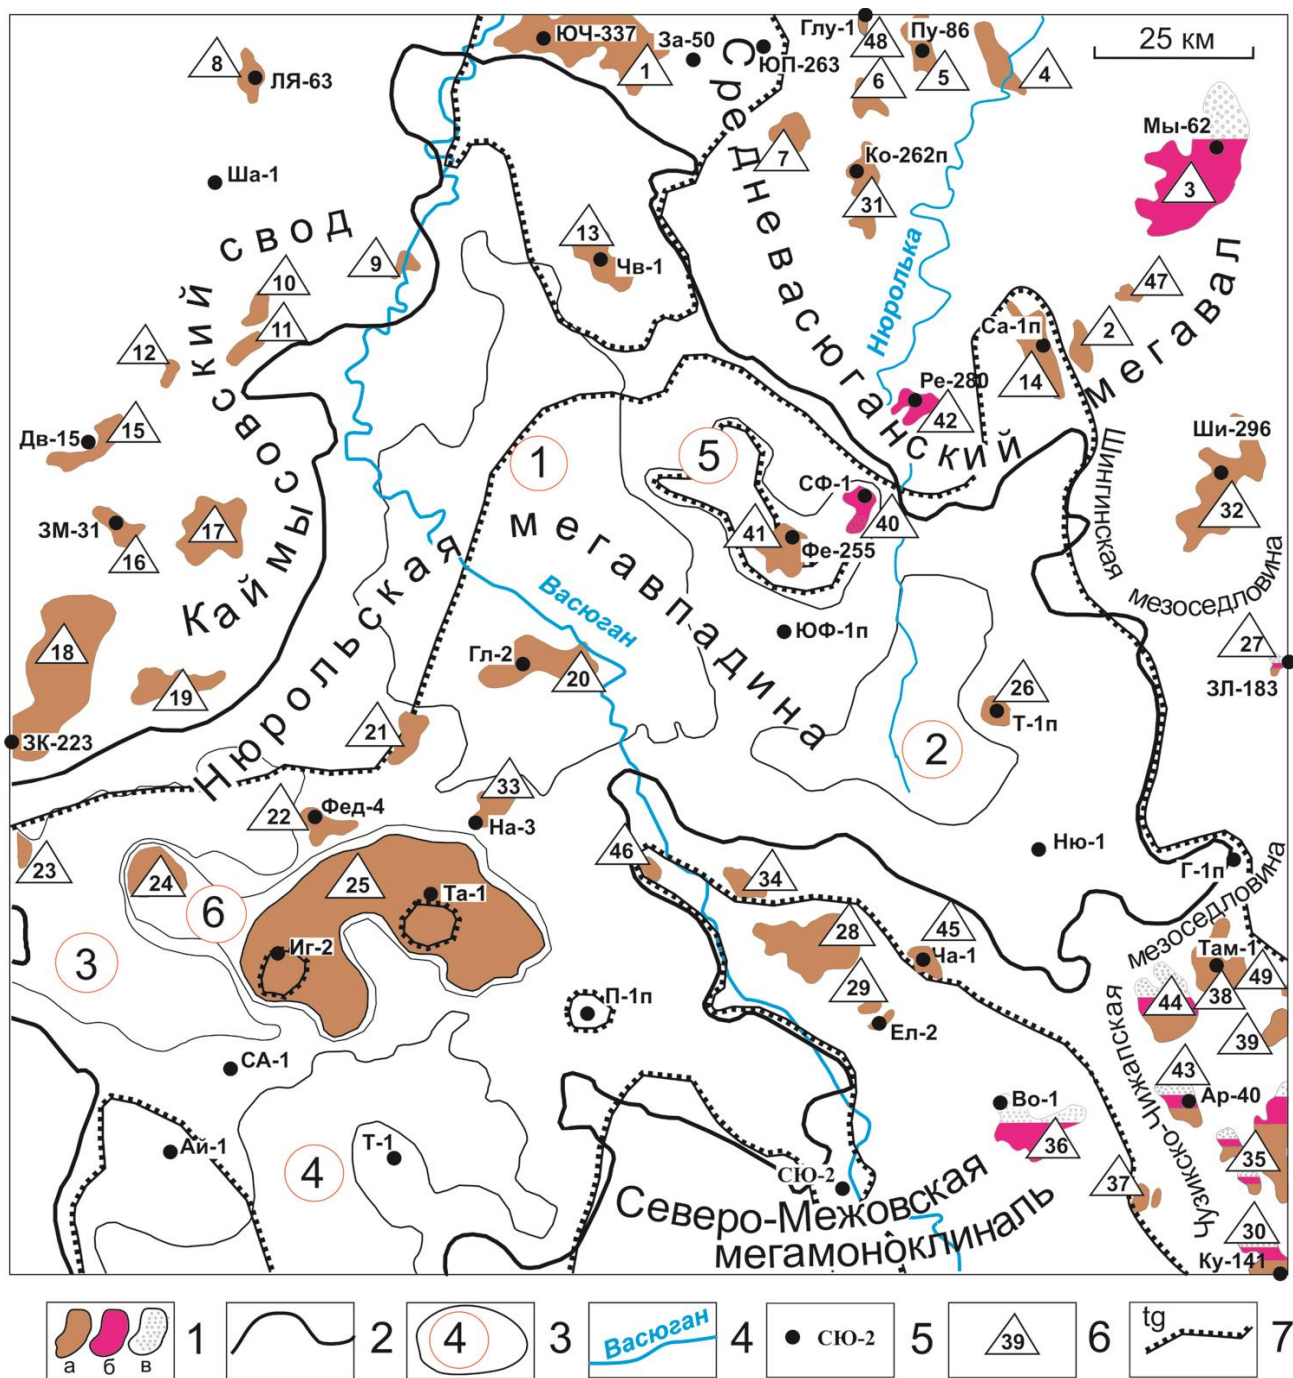 ЮЧ-337
За-50
ЮП-263
Глу-1
48
Пу-86
25 км
8
ЛЯ-63
1
6
5
4
Мы-62
Ша-1
7
Ко-262п
3
31
13
Чв-1
9
10
11
12
47
Са-1п
2
14
Нюролька
Каймысовский свод
Средневасюганский мегавал
Ре-280
42
Дв-15
15
1
5
СФ-1
40
Ши-296
32
ЗМ-31
16
17
41
Фе-255
Шингинская
мезоседловина
Нюрольская мегавпадина
Васюган
18
19
Гл-2
20
ЮФ-1п
26
Т-1п
27
ЗЛ-183
ЗК-223
21
2
22
Фед-4
33
На-3
23
24
25
46
34
Ню-1
Г-1п
6
Та-1
Иг-2
3
28
45
Ча-1
29
Ел-2
П-1п
Чузикско-Чижапская мезоседловина
Там-1
44
38
49
39
СА-1
43
Ар-40
Во-1
36
35
Ай-1
4
Т-1
СЮ-2
37
30
Ку-141
Северо-Межовская
мегамоноклиналь
а б в 1
2
4 3
Васюган 4
СЮ-2 5
39 6
tg 7